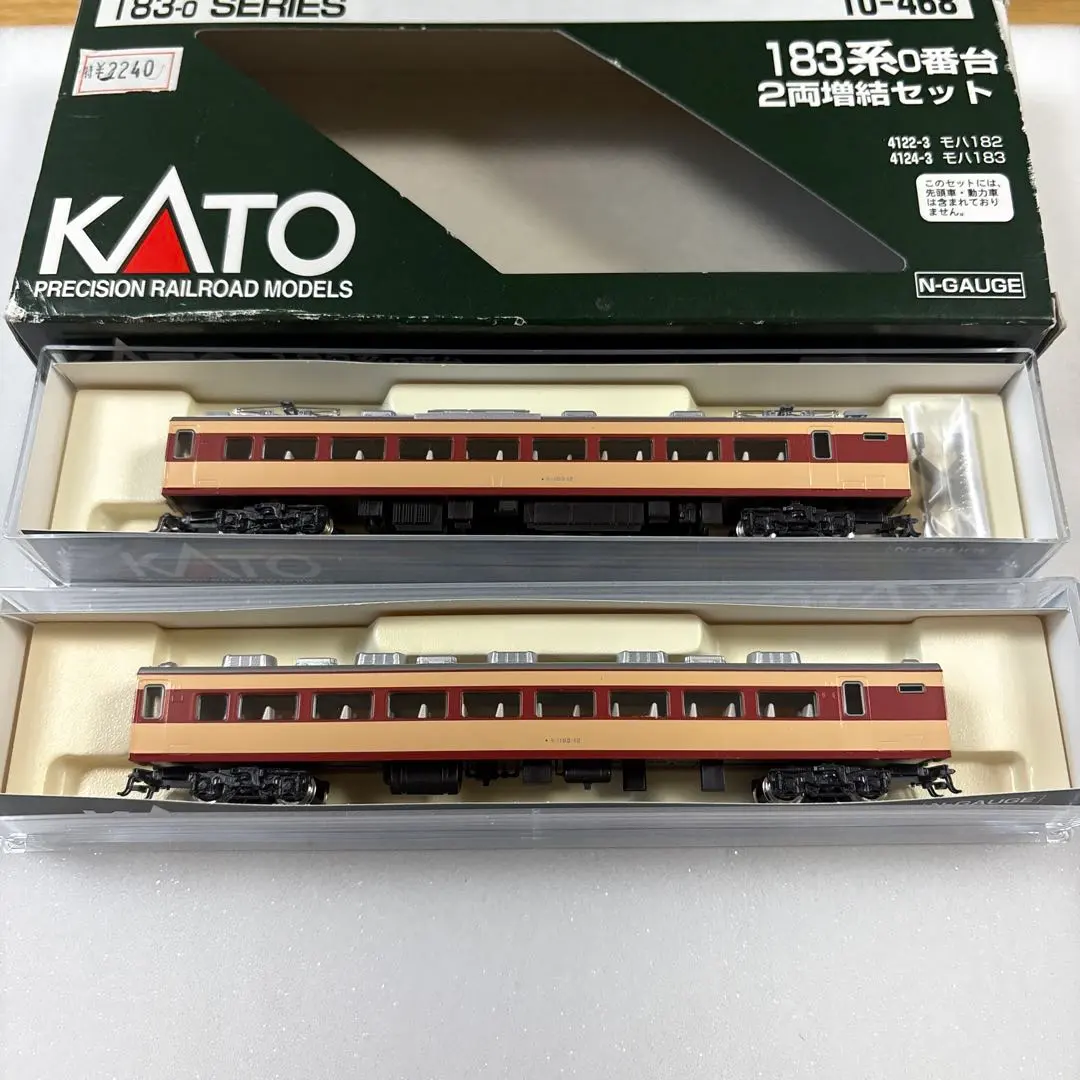 183-0 SERIES
10-468
特¥2240
183系0番台
2両増結セット
4122-3 モハ182
4124-3 モハ183
このセットには、
先頭車・動力車
は含まれており
ません。
KATO
PRECISION RAILROAD MODELS
N-GAUGE
KATO
N-GAUGE
N-GAUGE